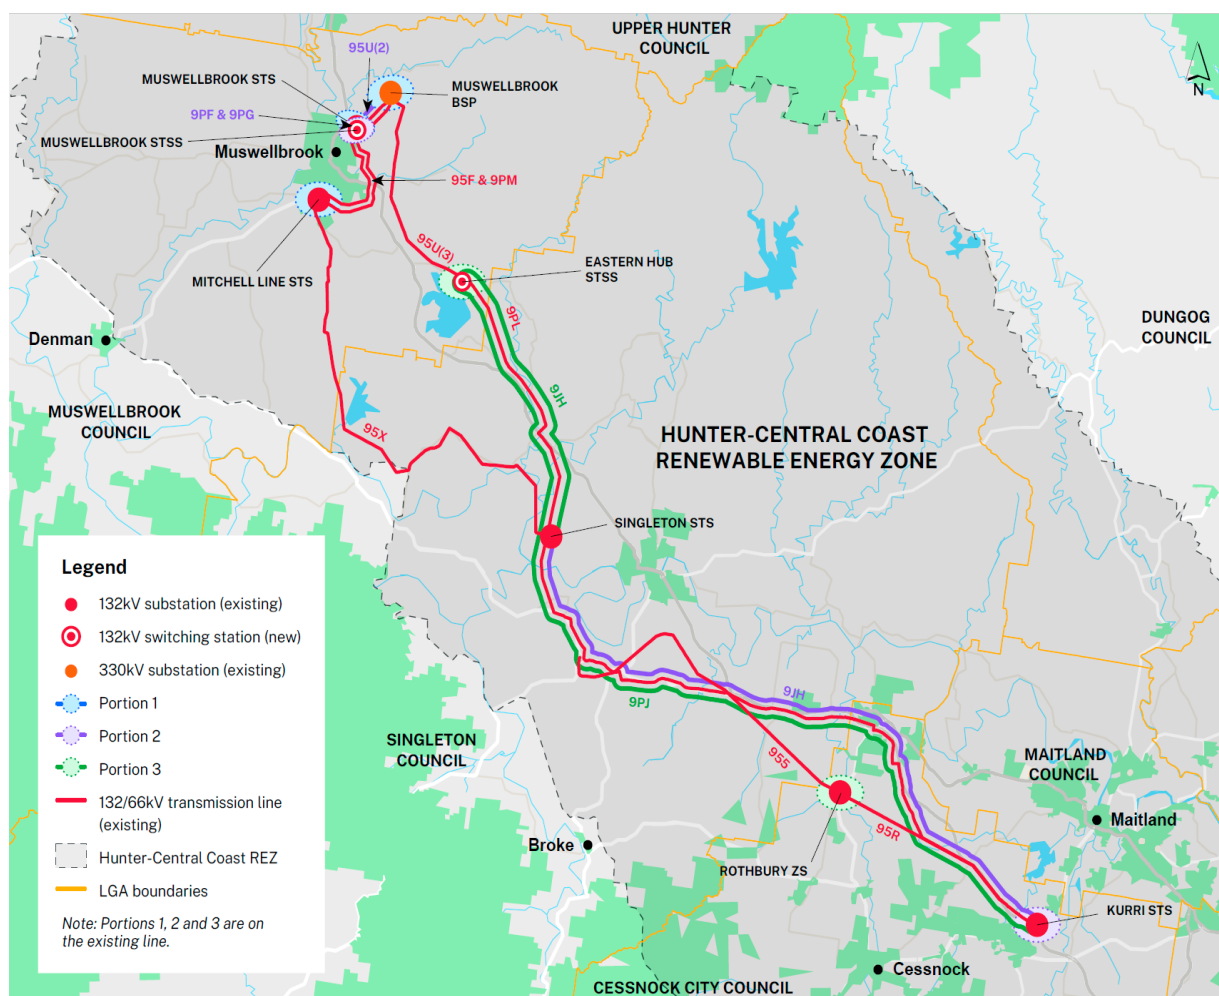 UPPER HUNTER
COUNCIL
95U(2)
MUSWELLBROOK STS
MUSWELLBROOK
BSP
9PF & 9PG
MUSWELLBROOK STSS
Muswellbrook
N
95F & 9PM
95U(3)
MITCHELL LINE STS
EASTERN HUB
STSS
9PL
DUNGOG
COUNCIL
Denman
9JH
MUSWELLBROOK
COUNCIL
95X
HUNTER-CENTRAL COAST
RENEWABLE ENERGY ZONE
SINGLETON STS
Legend
132kV substation (existing)
132kV switching station (new)
330kV substation (existing)
Portion 1
Portion 2
Portion 3
132/66kV transmission line
(existing)
Hunter-Central Coast REZ
LGA boundaries
Note: Portions 1, 2 and 3 are on
the existing line.
9JH
9PJ
SINGLETON
COUNCIL
955
MAITLAND
COUNCIL
Maitland
95R
Broke
ROTHBURY ZS
KURRI STS
Cessnock
CESSNOCK CITY COUNCIL